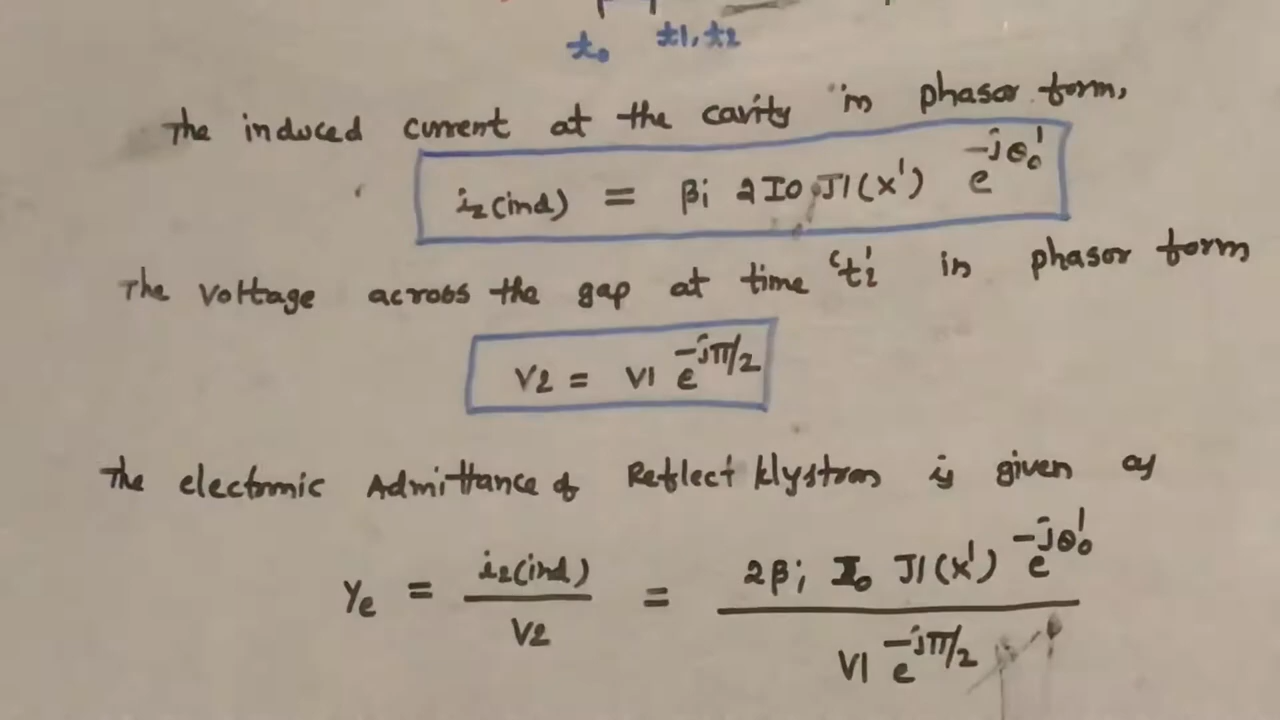 t₀ t1, t2
The induced current at the cavity in phasor form,
i₂(ind) = βi 2I0 J1(x') e^-jθ₀'
The voltage across the gap at time 't₂' in phasor form
V2 = V1 e^-jπ/2
The electronic Admittance of Reflect klystron is given as
Ye = i₂(ind) / V2 = 2βi I₀ J1(x') e^-jθ₀' / V1 e^-jπ/2